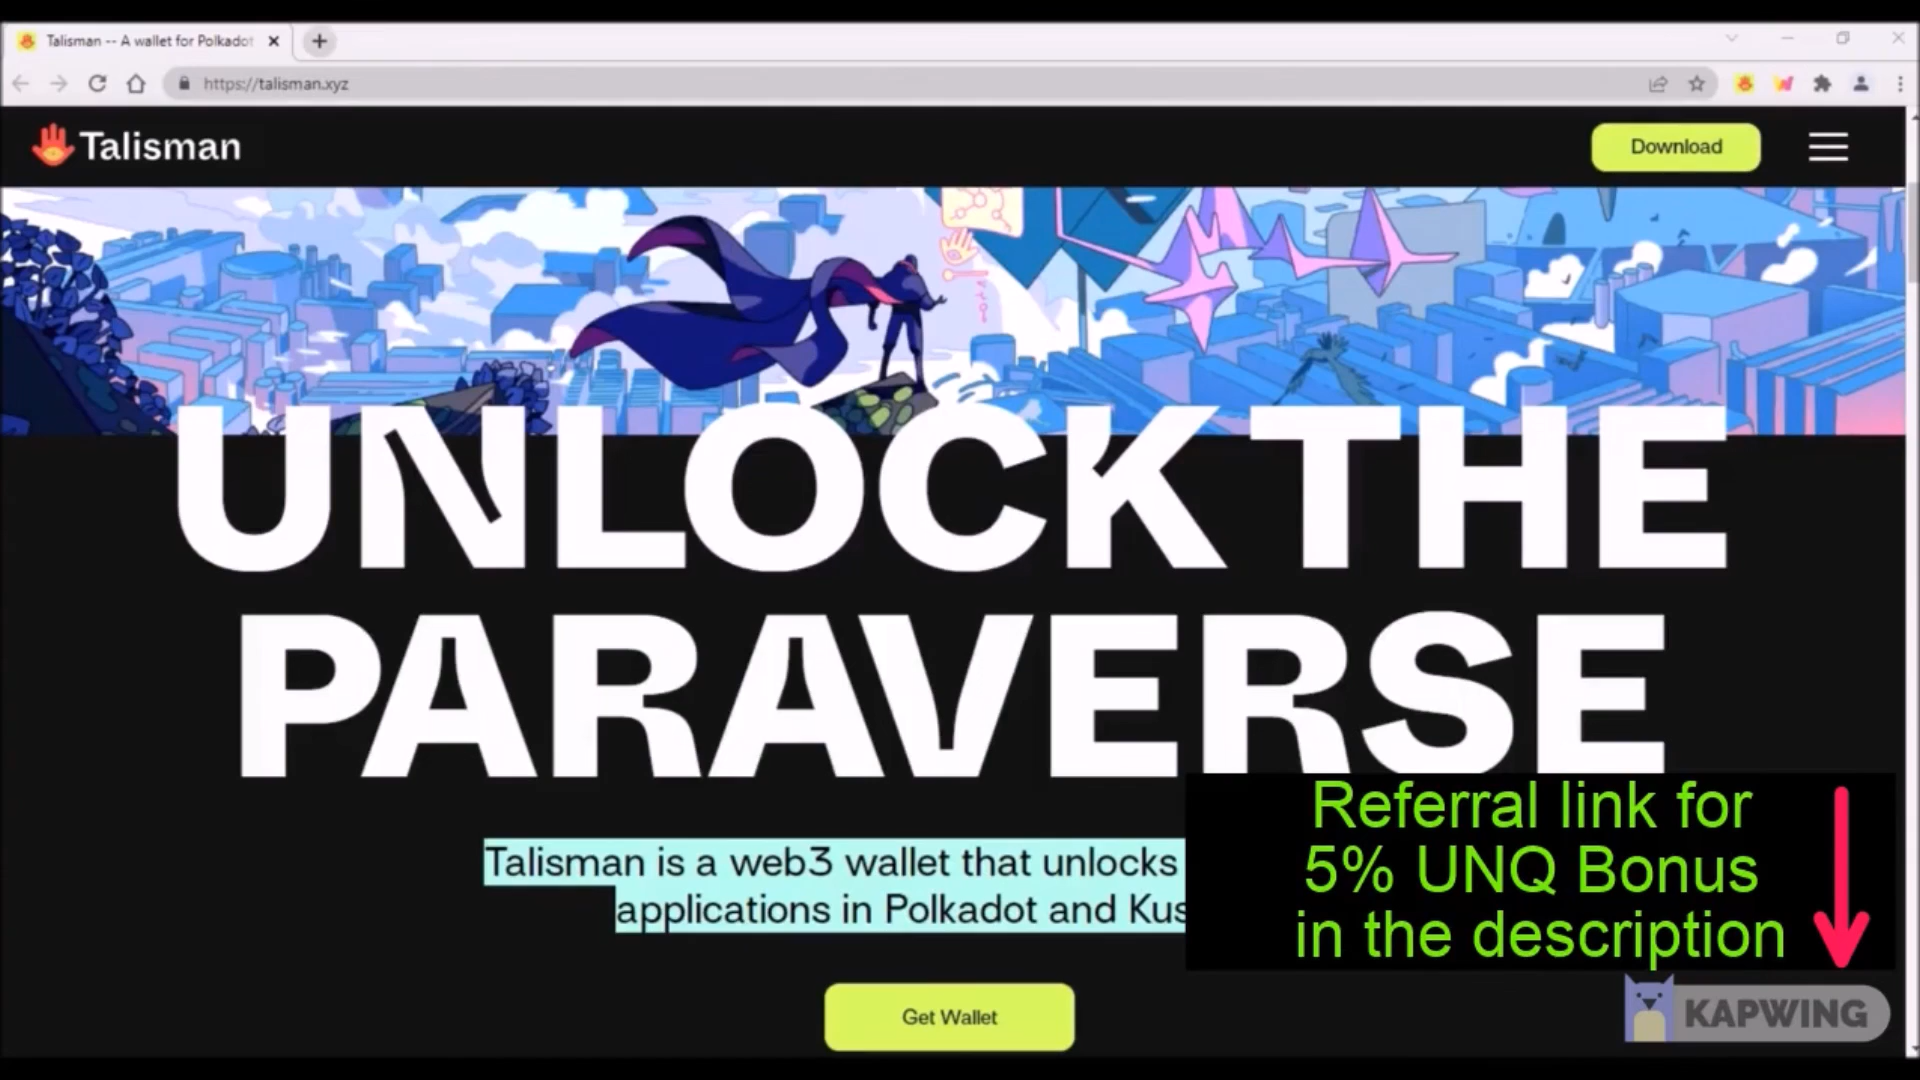 Talisman -- A wallet for Polkadot
https://talisman.xyz
Talisman
Download
UNLOCK THE
PARAVERSE
Talisman is a web3 wallet that unlocks
applications in Polkadot and Kus
Referral link for
5% UNQ Bonus
in the description
Get Wallet
KAPWING